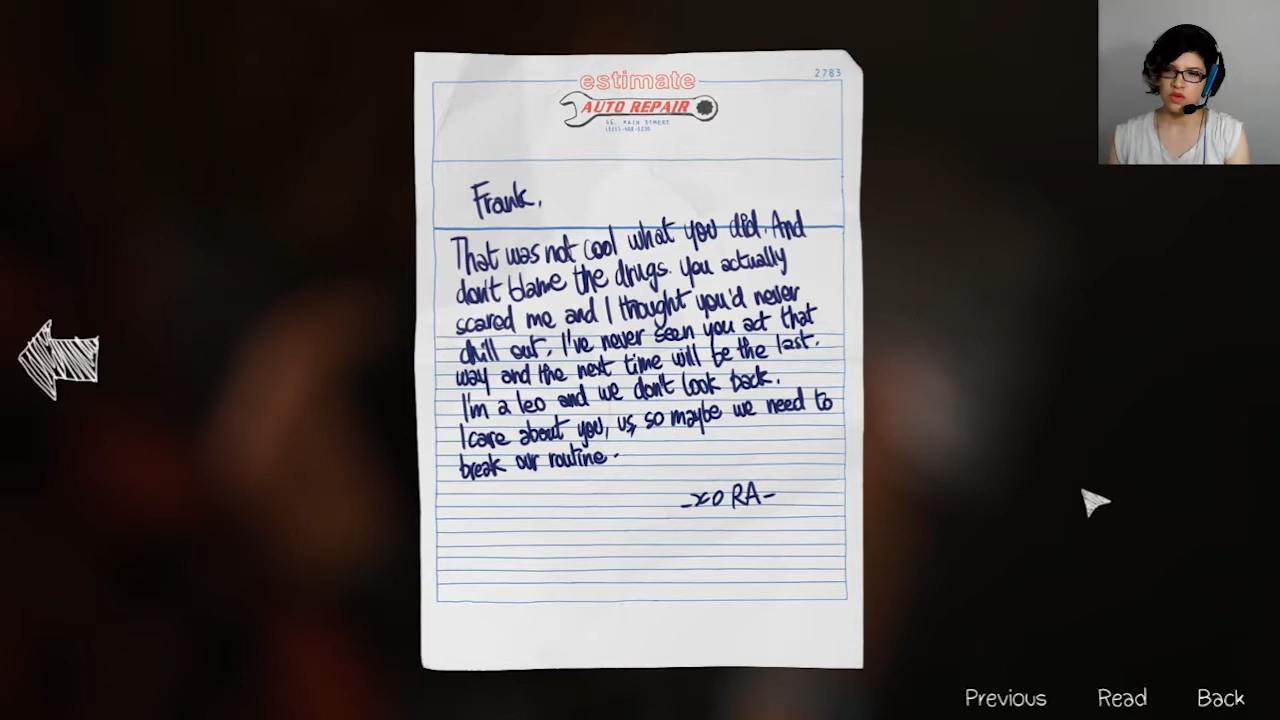 estimate
2783
AUTO REPAIR
Frank,
That was not cool what you did. And
don't blame the drugs. You actually
scared me and I thought you'd never
chill out. I've never seen you act that
way and the next time will be the last.
I'm a leo and we don't look back.
I care about you, us, so maybe we need to
break our routine.
-xo RA-
Previous
Read
Back